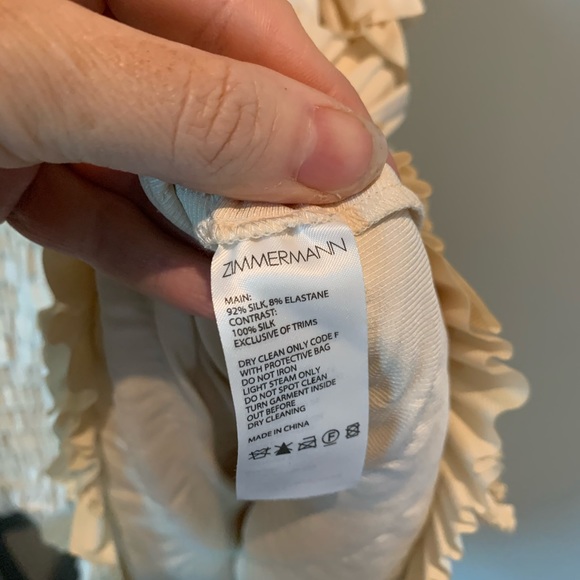 ZIMMERMANN
MAIN:
92% SILK, 8% ELASTANE
CONTRAST:
100% SILK
EXCLUSIVE OF TRIMS
DRY CLEAN ONLY CODE F
WITH PROTECTIVE BAG
DO NOT IRON
LIGHT STEAM ONLY
DO NOT SPOT CLEAN
TURN GARMENT INSIDE
OUT BEFORE
DRY CLEANING
MADE IN CHINA
F